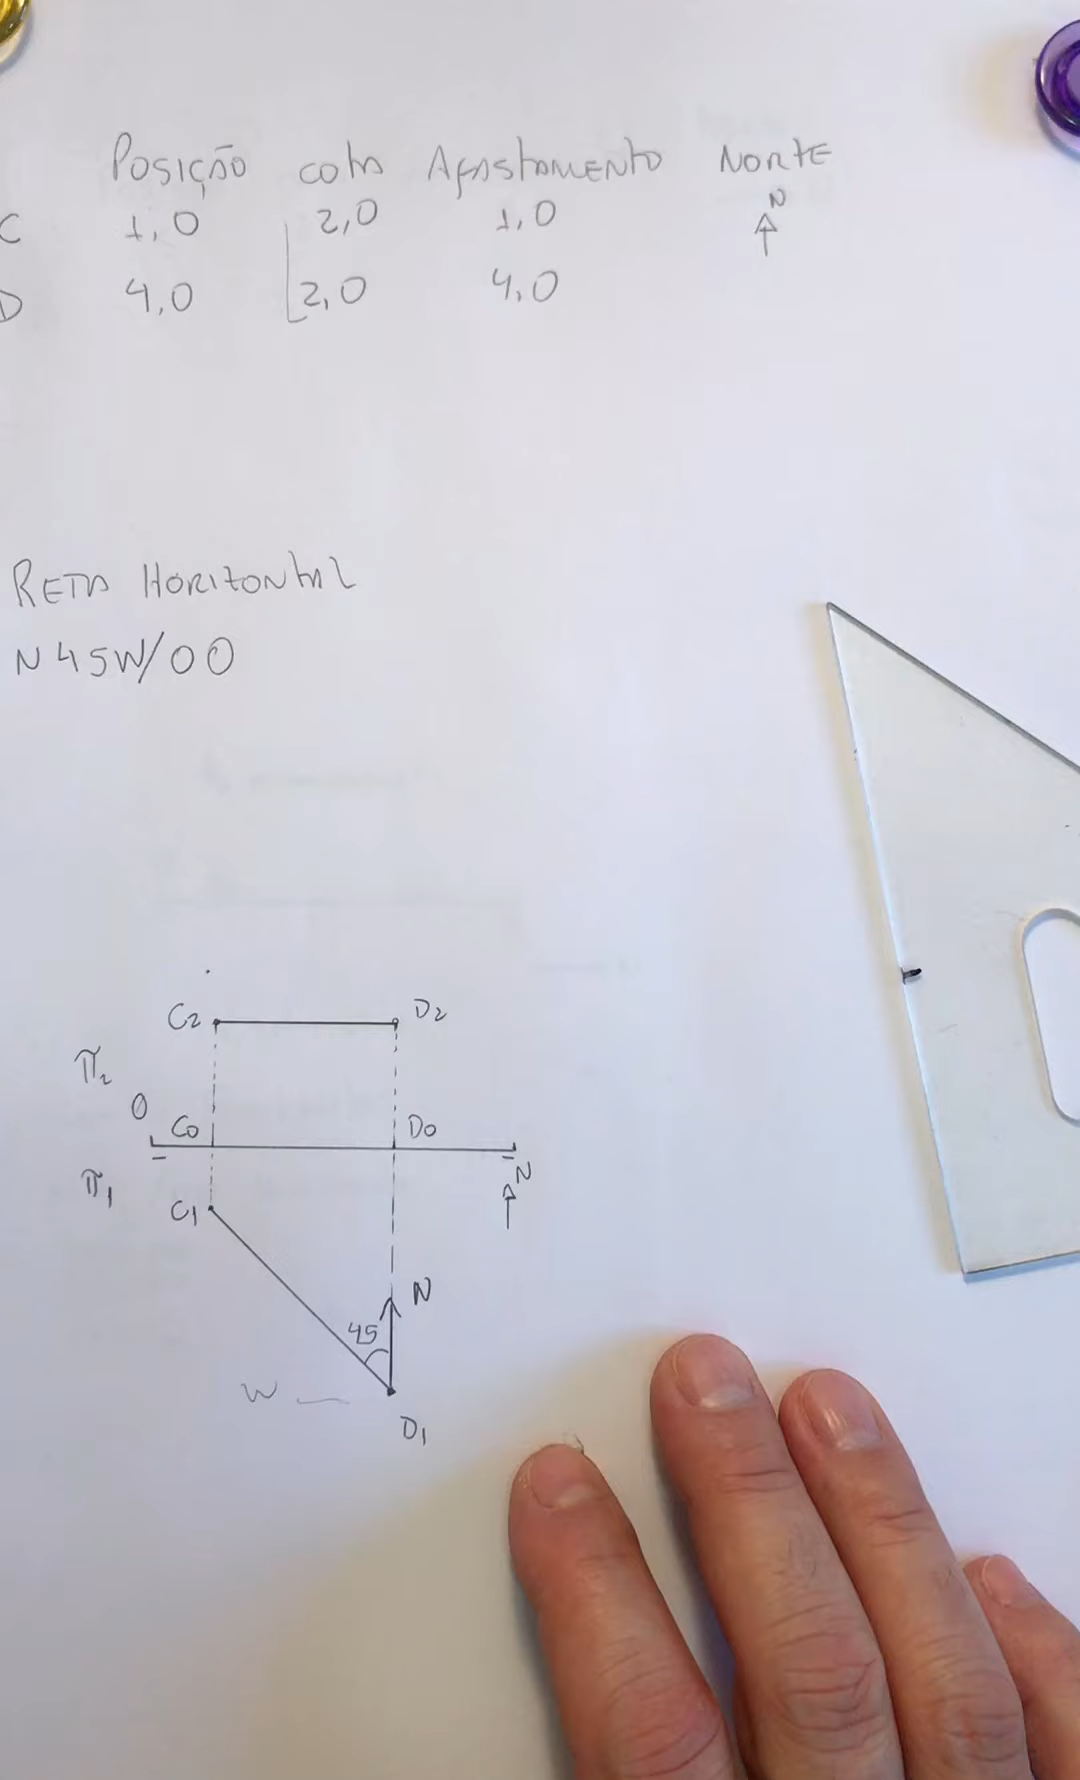 Posição cota Afastamento Norte
C 1,0 2,0 1,0 N
D 4,0 2,0 4,0
Reta Horizontal
N45W/00
C2 D2
π2
0 C0 D0
π1 N
C1
N
45
W
D1